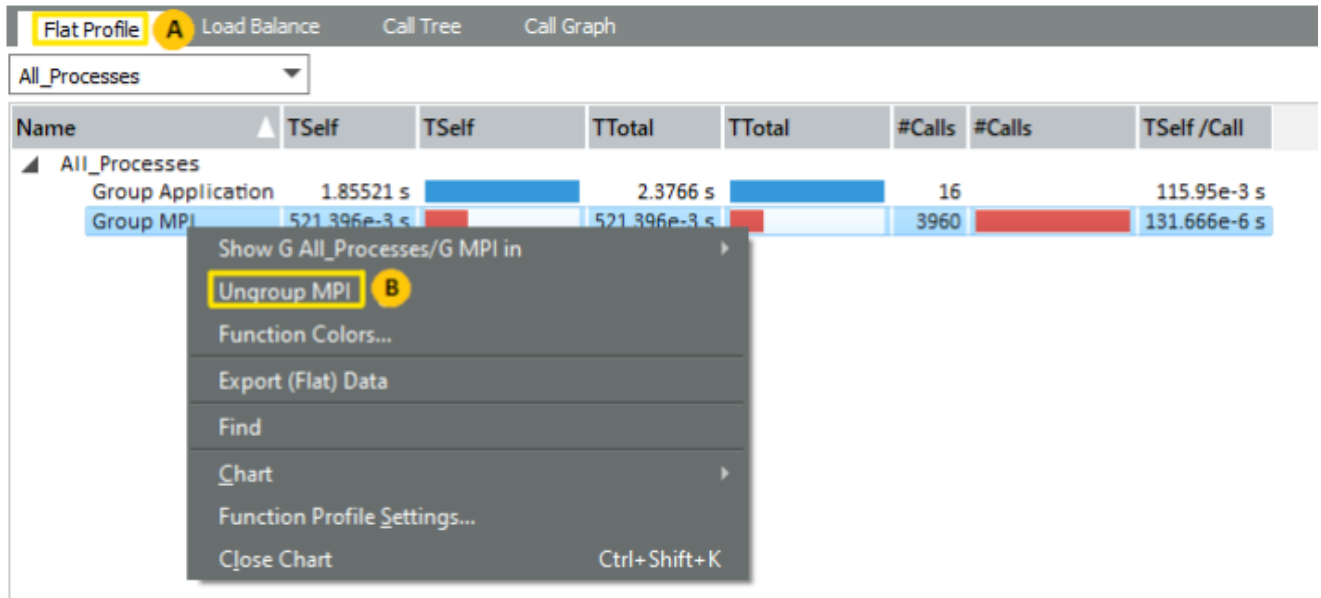 Flat Profile A Load Balance Call Tree Call Graph
All_Processes
Name TSelf TSelf TTotal TTotal #Calls #Calls TSelf /Call
All_Processes
Group Application 1.85521 s 2.3766 s 16 115.95e-3 s
Group MPI 521.396e-3 s 521.396e-3 s 3960 131.666e-6 s
Show G All_Processes/G MPI in
Ungroup MPI B
Function Colors...
Export (Flat) Data
Find
Chart
Function Profile Settings...
Close Chart Ctrl+Shift+K